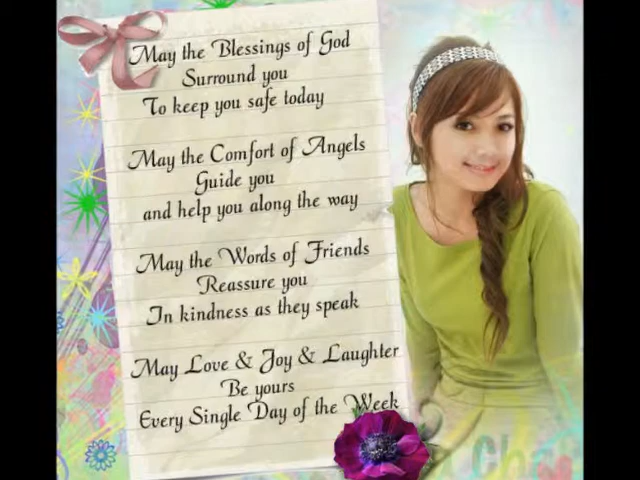 May the Blessings of God
Surround you
To keep you safe today
May the Comfort of Angels
Guide you
and help you along the way
May the Words of Friends
Reassure you
In kindness as they speak
May Love & Joy & Laughter
Be yours
Every Single Day of the Week